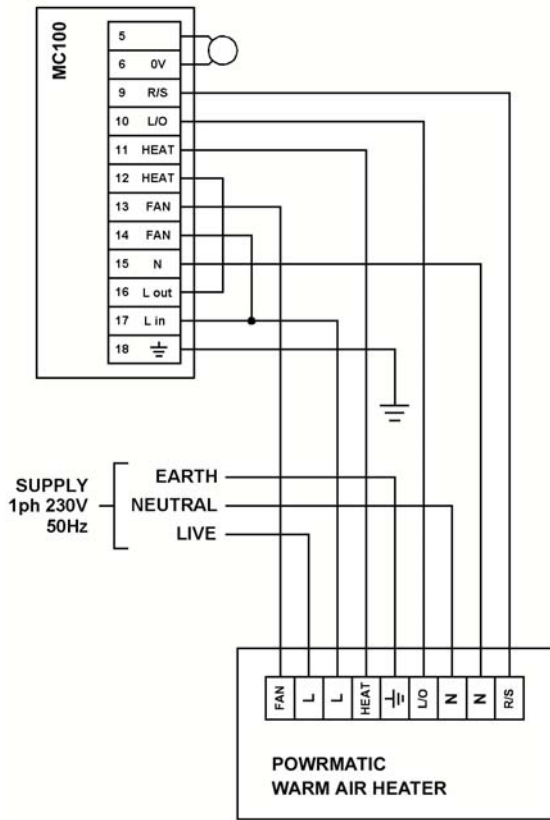 MC100
5
6 0V
9 R/S
10 L/O
11 HEAT
12 HEAT
13 FAN
14 FAN
15 N
16 L out
17 L in
18
SUPPLY
1ph 230V
50Hz
EARTH
NEUTRAL
LIVE
FAN L L HEAT L/O N N R/S
POWRMATIC
WARM AIR HEATER